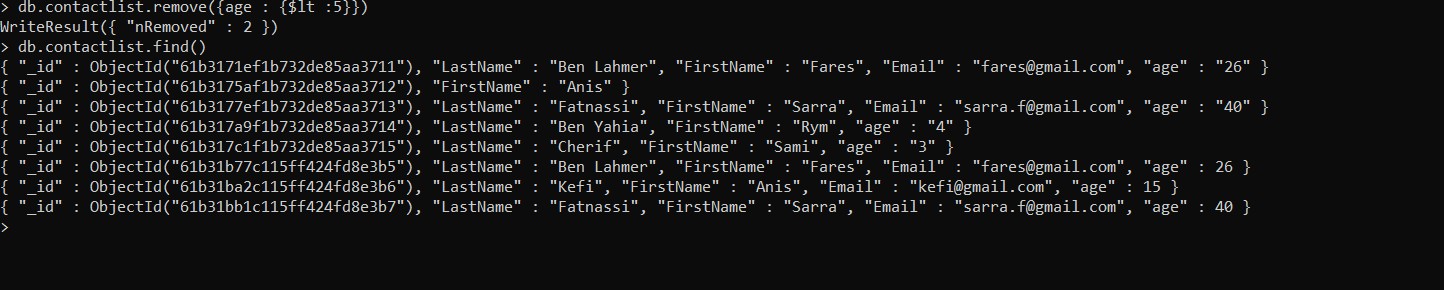 > db.contactlist.remove({age : {$lt :5}})
WriteResult({ "nRemoved" : 2 })
> db.contactlist.find()
{ "_id" : ObjectId("61b3171ef1b732de85aa3711"), "LastName" : "Ben Lahmer", "FirstName" : "Fares", "Email" : "fares@gmail.com", "age" : "26" }
{ "_id" : ObjectId("61b3175af1b732de85aa3712"), "FirstName" : "Anis" }
{ "_id" : ObjectId("61b3177ef1b732de85aa3713"), "LastName" : "Fatnassi", "FirstName" : "Sarra", "Email" : "sarra.f@gmail.com", "age" : "40" }
{ "_id" : ObjectId("61b317a9f1b732de85aa3714"), "LastName" : "Ben Yahia", "FirstName" : "Rym", "age" : "4" }
{ "_id" : ObjectId("61b317c1f1b732de85aa3715"), "LastName" : "Cherif", "FirstName" : "Sami", "age" : "3" }
{ "_id" : ObjectId("61b31b77c115ff424fd8e3b5"), "LastName" : "Ben Lahmer", "FirstName" : "Fares", "Email" : "fares@gmail.com", "age" : 26 }
{ "_id" : ObjectId("61b31ba2c115ff424fd8e3b6"), "LastName" : "Kefi", "FirstName" : "Anis", "Email" : "kefi@gmail.com", "age" : 15 }
{ "_id" : ObjectId("61b31bb1c115ff424fd8e3b7"), "LastName" : "Fatnassi", "FirstName" : "Sarra", "Email" : "sarra.f@gmail.com", "age" : 40 }
>